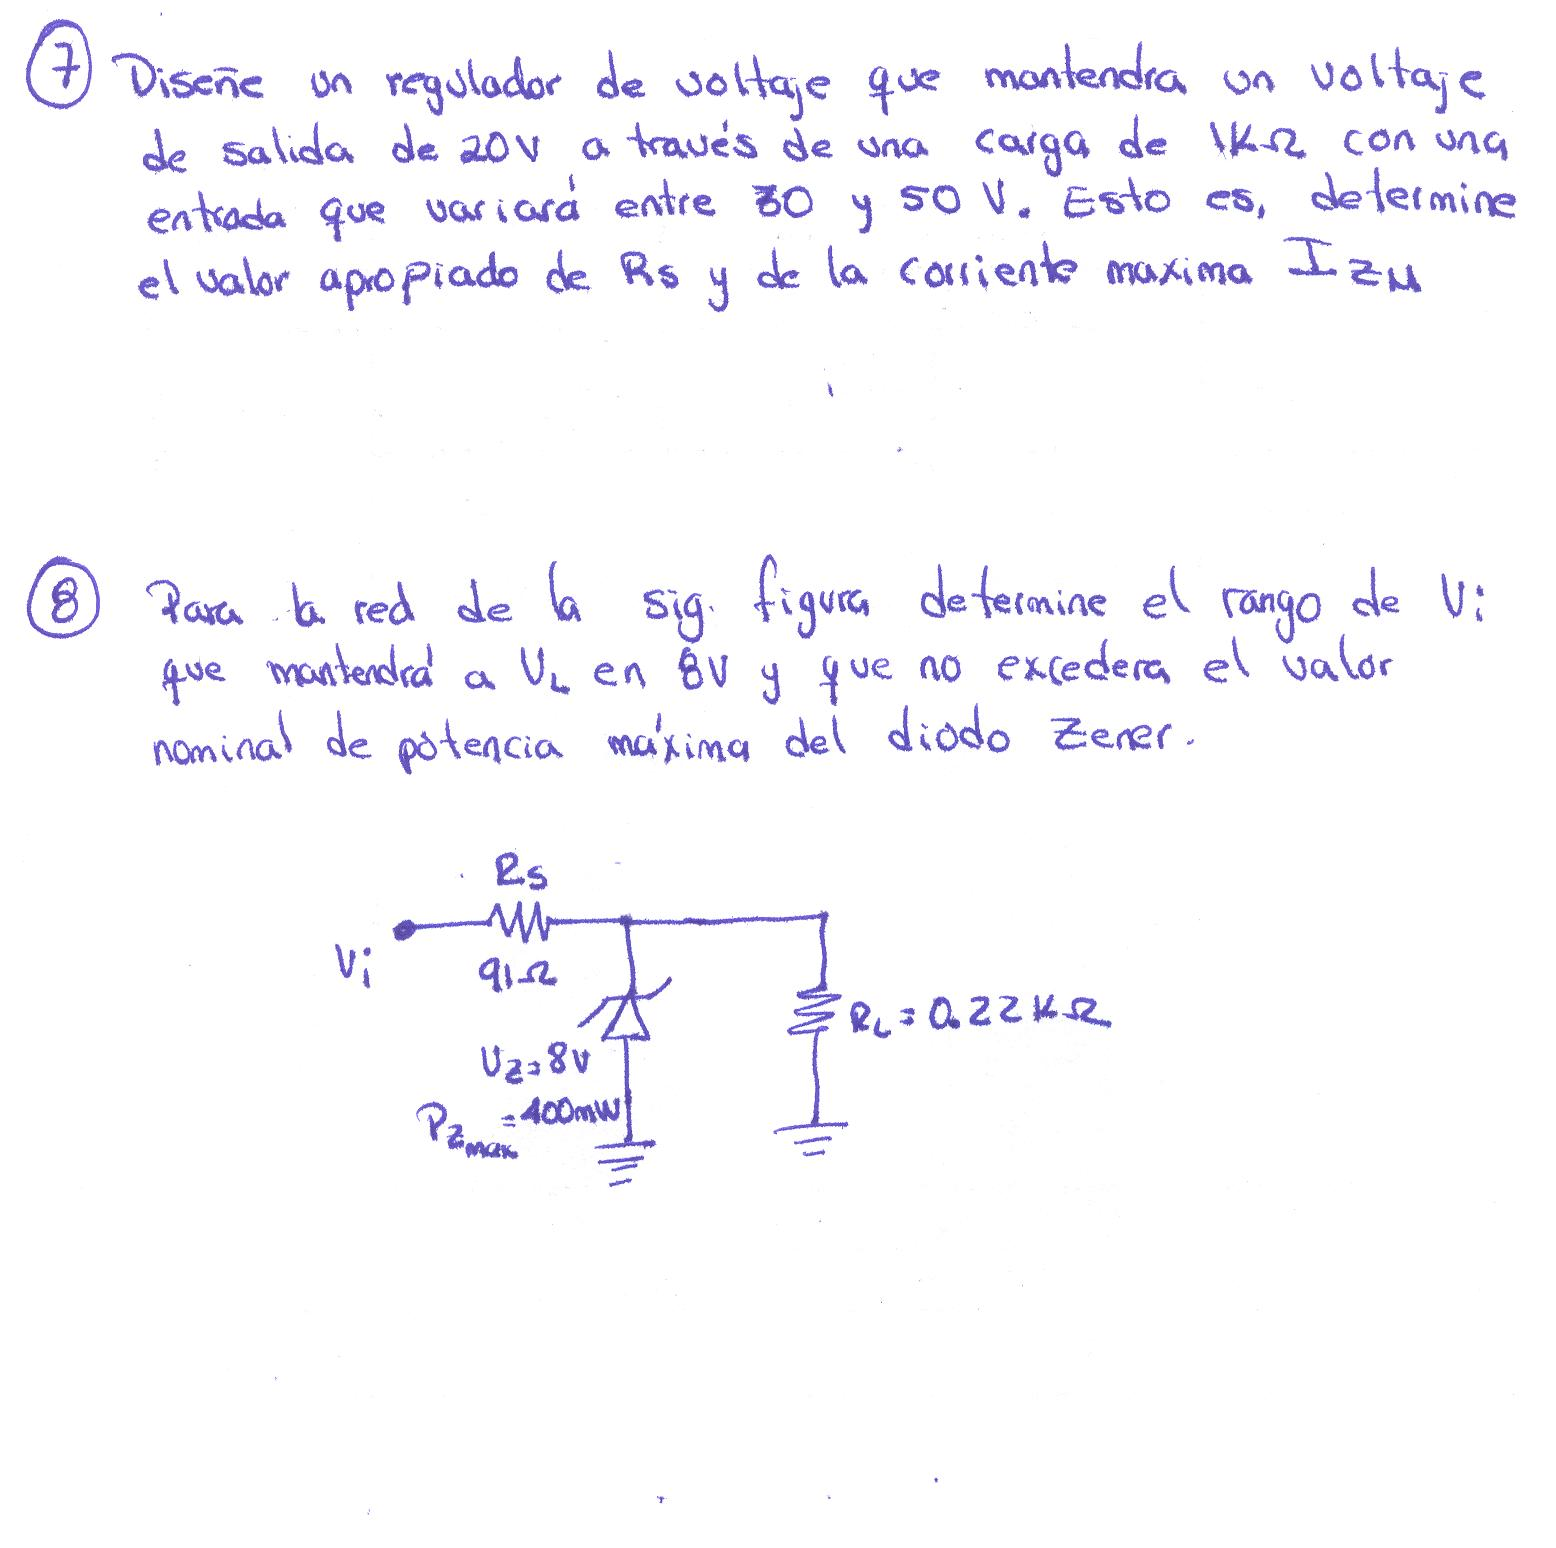 7 Diseñe un regulador de voltaje que mantendra un voltaje
de salida de 20V a través de una carga de 1KΩ con una
entrada que variará entre 30 y 50 V. Esto es, determine
el valor apropiado de Rs y de la corriente maxima IZM
8 Para la red de la sig. figura determine el rango de Vi
que mantendrá a VL en 8V y que no excedera el valor
nominal de potencia máxima del diodo Zener.
Rs
Vi
91Ω
RL = 0.22KΩ
VZ = 8V
PZmax = 400mW